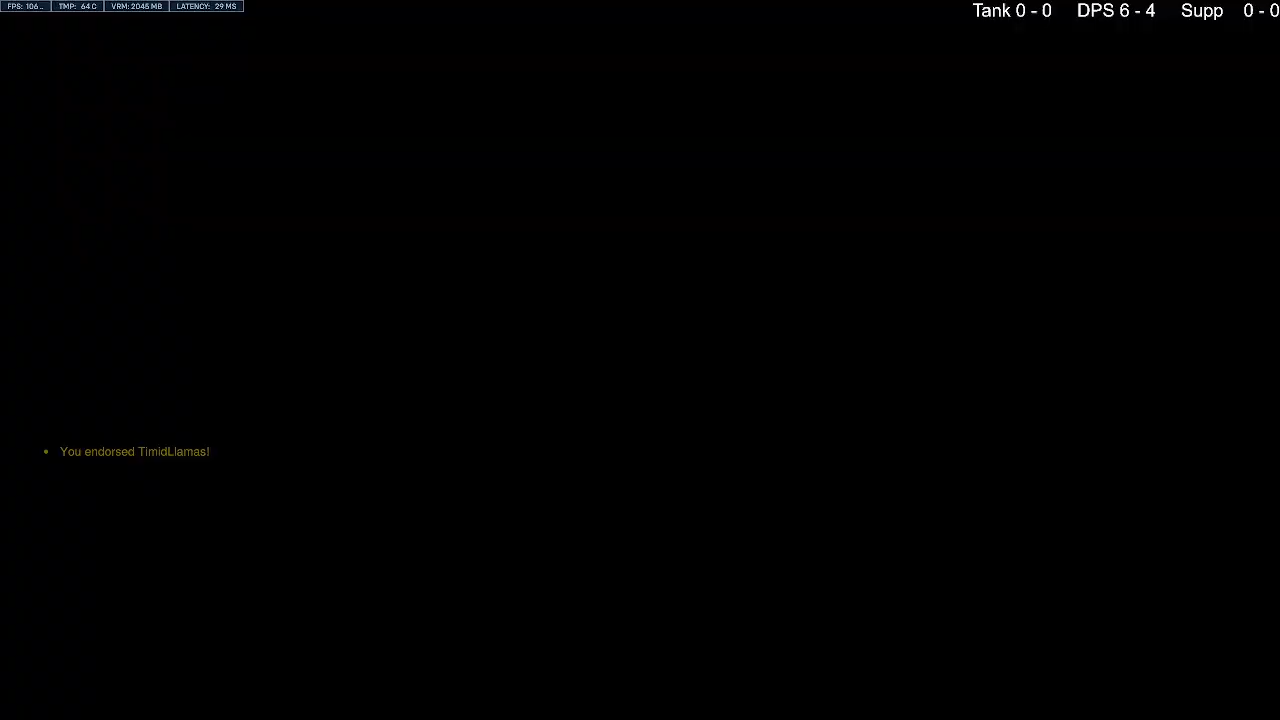 FPS: 106 .. TMP: 64 C VRM: 2045 MB LATENCY: 29 MS
Tank 0 - 0 DPS 6 - 4 Supp 0 - 0
• You endorsed TimidLlamas!